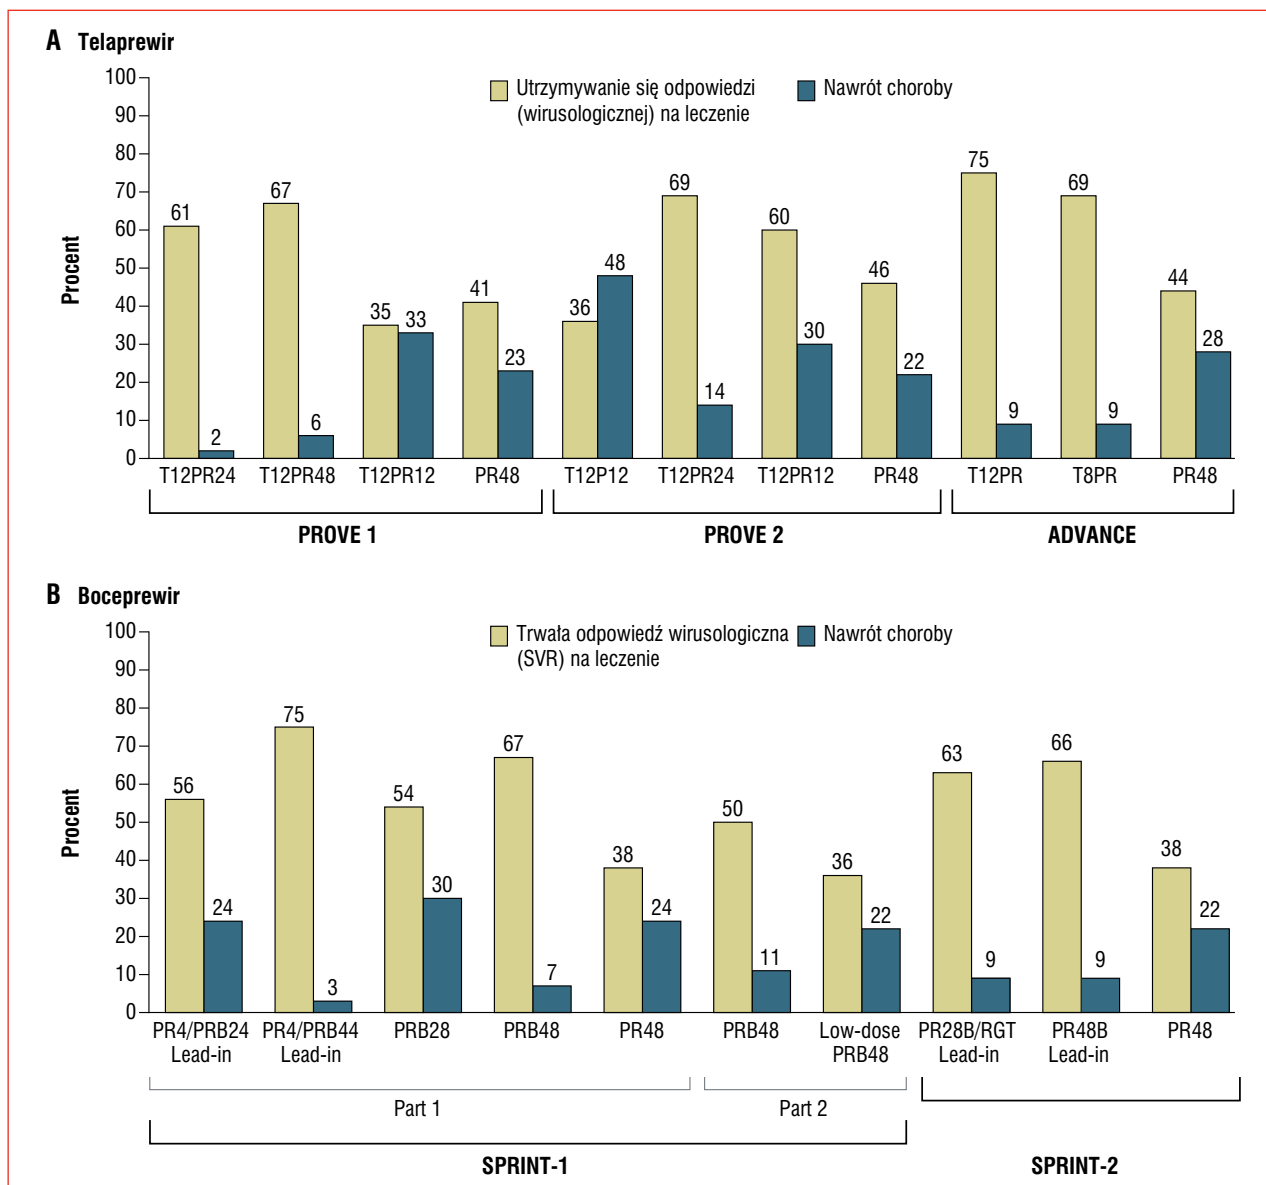 A Telaprewir
Utrzymywanie się odpowiedzi
(wirusologicznej) na leczenie
Nawrót choroby
Procent
100
90
80
70
60
50
40
30
20
10
0
61 2 67 6 35 33 41 23 36 48 69 14 60 30 46 22 75 9 69 9 44 28
T12PR24 T12PR48 T12PR12 PR48 T12P12 T12PR24 T12PR12 PR48 T12PR T8PR PR48
PROVE 1 PROVE 2 ADVANCE
B Boceprewir
Trwała odpowiedź wirusologiczna
(SVR) na leczenie
Nawrót choroby
Procent
100
90
80
70
60
50
40
30
20
10
0
56 24 75 3 54 30 67 7 38 24 50 11 36 22 63 9 66 9 38 22
PR4/PRB24 PR4/PRB44 PRB28 PRB48 PR48 PRB48 Low-dose PR28B/RGT PR48B PR48
Lead-in Lead-in PRB48 Lead-in Lead-in
Part 1 Part 2
SPRINT-1 SPRINT-2